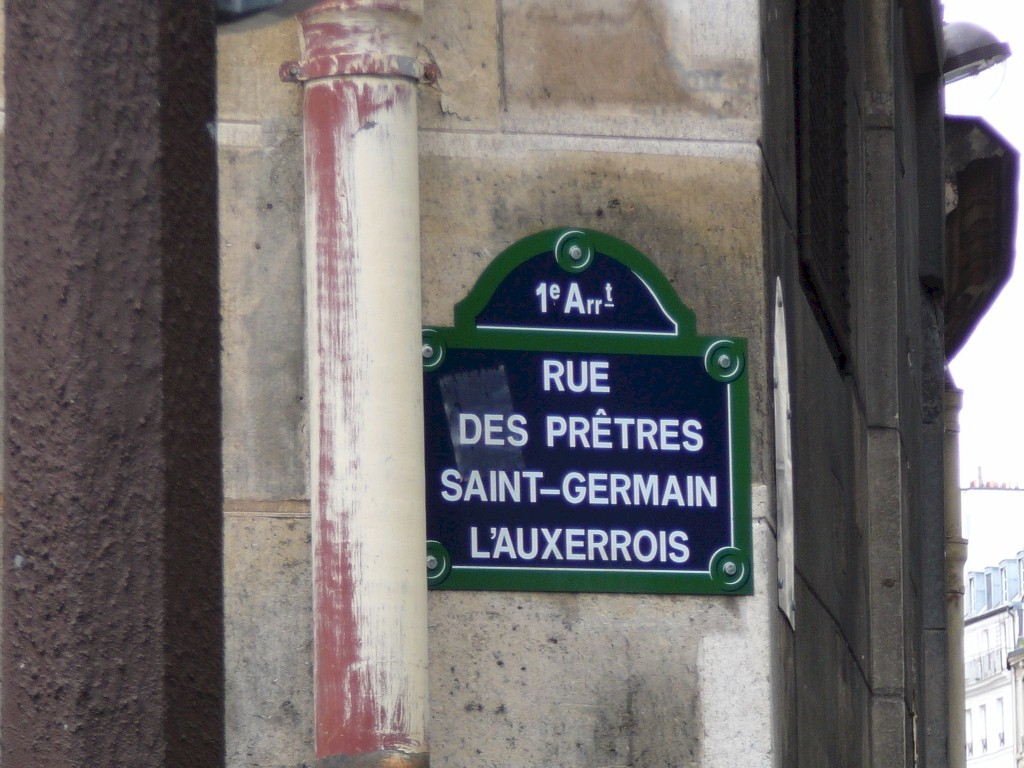 1e Arrt
RUE
DES PRÊTRES
SAINT-GERMAIN
L'AUXERROIS